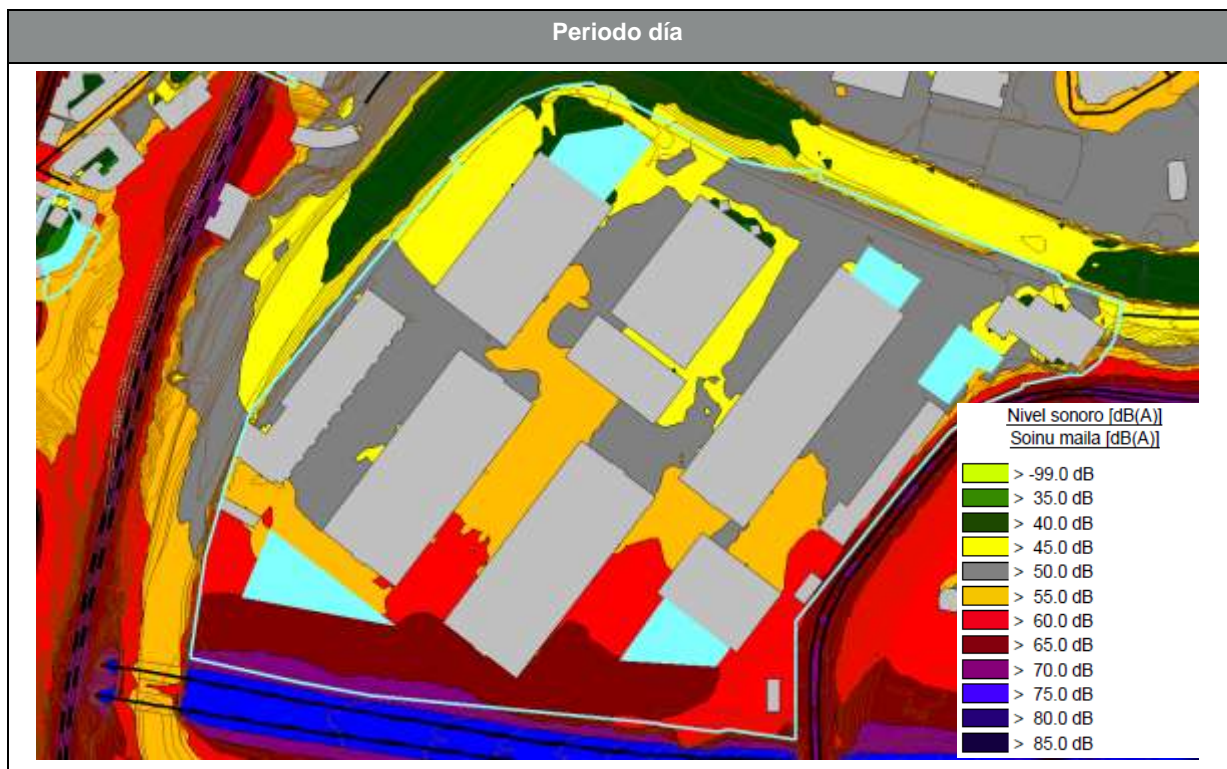 Periodo día
Nivel sonoro [dB(A)]
Soinu maila [dB(A)]
> -99.0 dB
> 35.0 dB
> 40.0 dB
> 45.0 dB
> 50.0 dB
> 55.0 dB
> 60.0 dB
> 65.0 dB
> 70.0 dB
> 75.0 dB
> 80.0 dB
> 85.0 dB